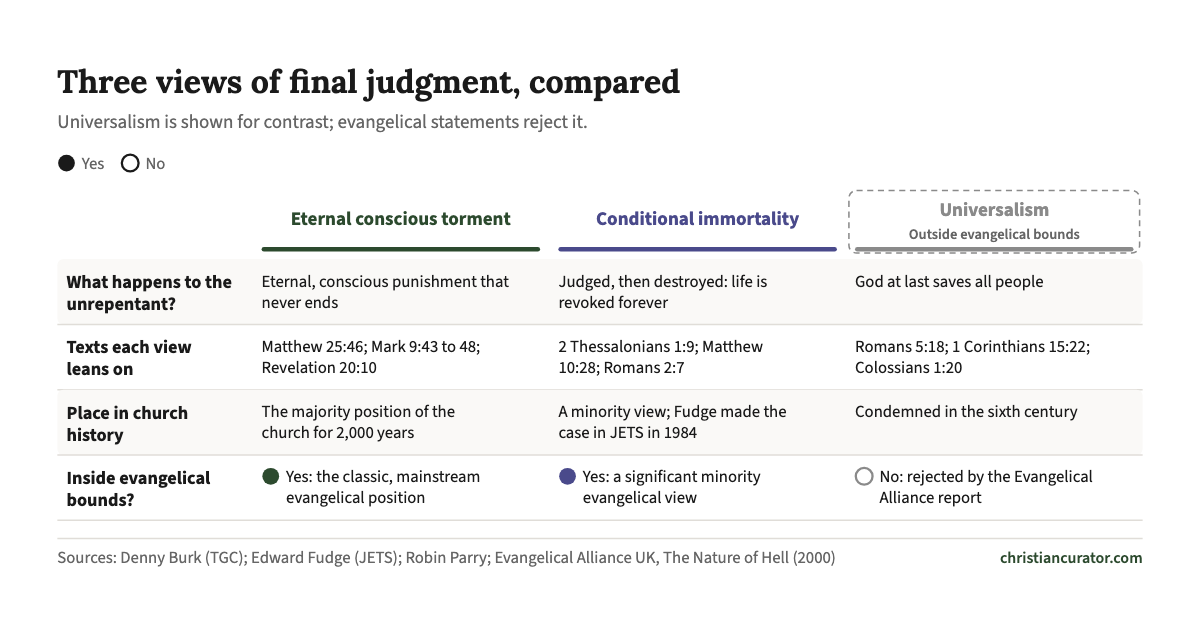 Three views of final judgment, compared
Universalism is shown for contrast; evangelical statements reject it.
Yes No
Eternal conscious torment
Conditional immortality
Universalism
Outside evangelical bounds
What happens to the
unrepentant?
Eternal, conscious punishment that
never ends
Judged, then destroyed: life is
revoked forever
God at last saves all people
Texts each view
leans on
Matthew 25:46; Mark 9:43 to 48;
Revelation 20:10
2 Thessalonians 1:9; Matthew
10:28; Romans 2:7
Romans 5:18; 1 Corinthians 15:22;
Colossians 1:20
Place in church
history
The majority position of the
church for 2,000 years
A minority view; Fudge made the
case in JETS in 1984
Condemned in the sixth century
Inside evangelical
bounds?
Yes: the classic, mainstream
evangelical position
Yes: a significant minority
evangelical view
No: rejected by the Evangelical
Alliance report
Sources: Denny Burk (TGC); Edward Fudge (JETS); Robin Parry; Evangelical Alliance UK, The Nature of Hell (2000)
christiancurator.com